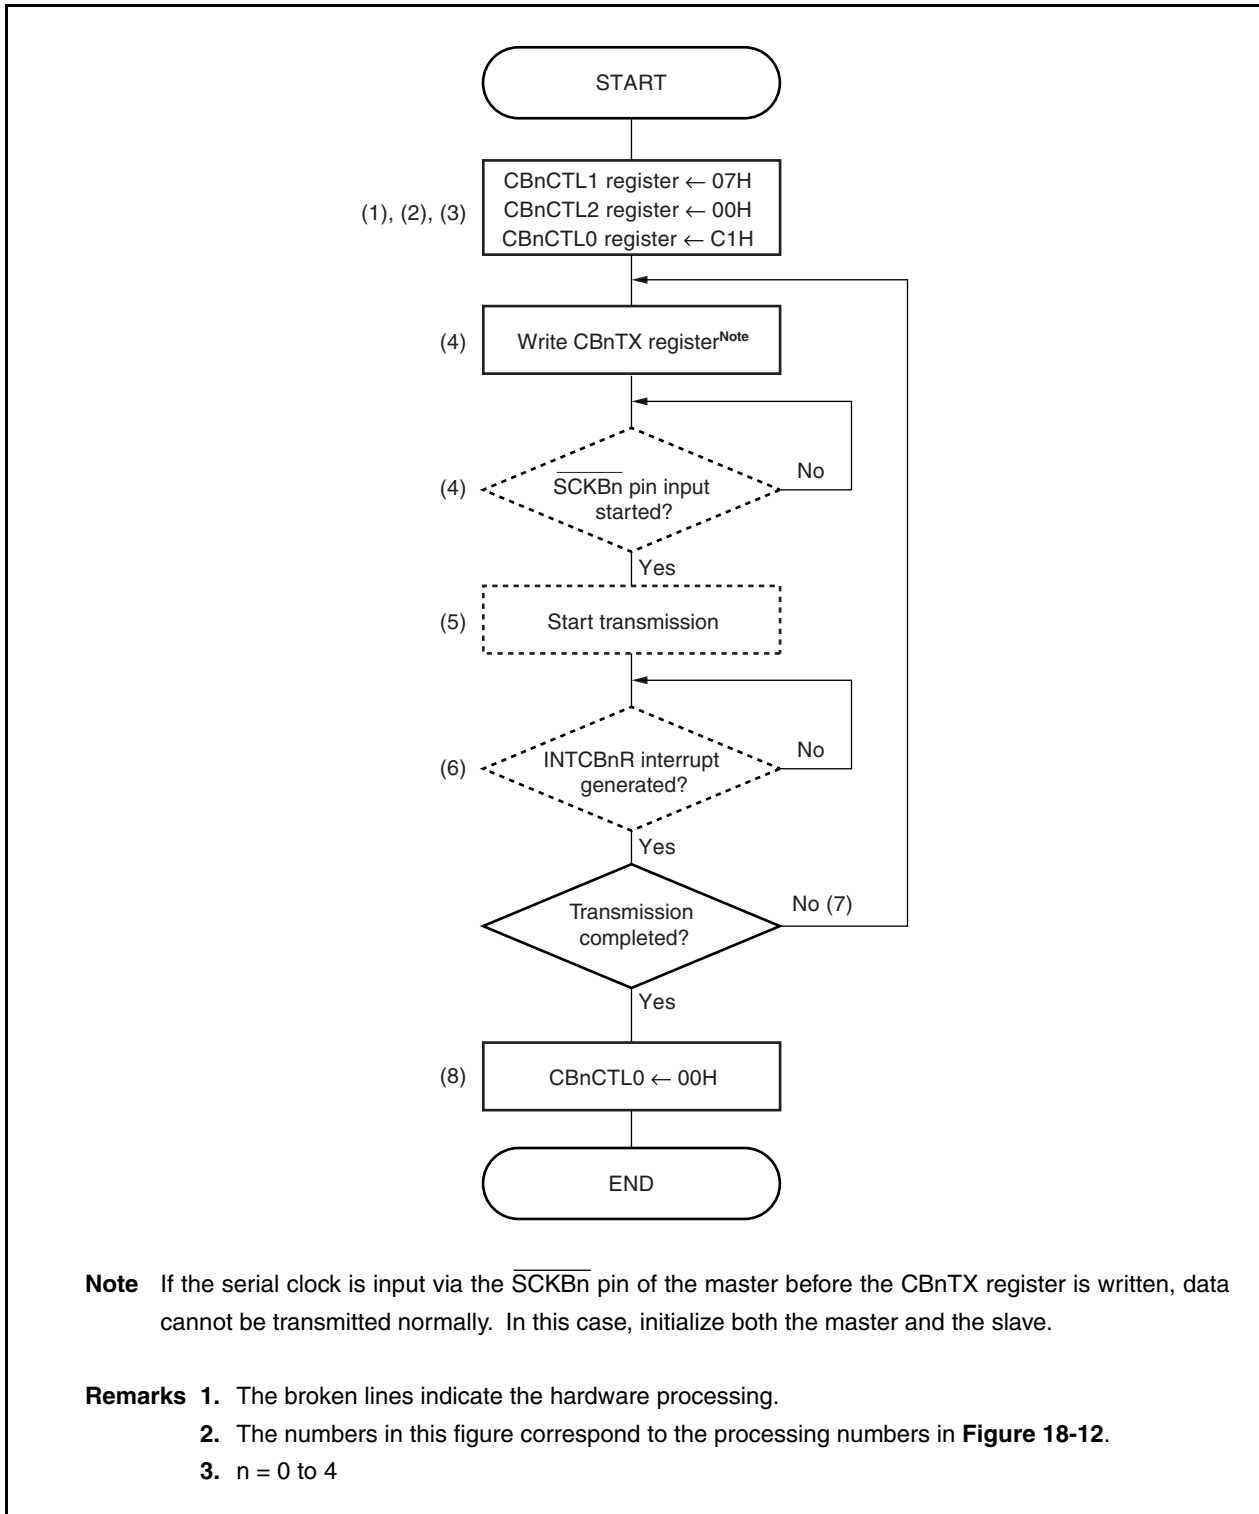 START
(1), (2), (3)
CBnCTL1 register ← 07H
CBnCTL2 register ← 00H
CBnCTL0 register ← C1H
(4)
Write CBnTX register^Note
(4)
S̅C̅K̅B̅n̅ pin input
started?
No
Yes
(5)
Start transmission
(6)
INTCBnR interrupt
generated?
No
Yes
Transmission
completed?
No (7)
Yes
(8)
CBnCTL0 ← 00H
END
Note If the serial clock is input via the S̅C̅K̅B̅n̅ pin of the master before the CBnTX register is written, data
cannot be transmitted normally. In this case, initialize both the master and the slave.
Remarks 1. The broken lines indicate the hardware processing.
2. The numbers in this figure correspond to the processing numbers in Figure 18-12.
3. n = 0 to 4